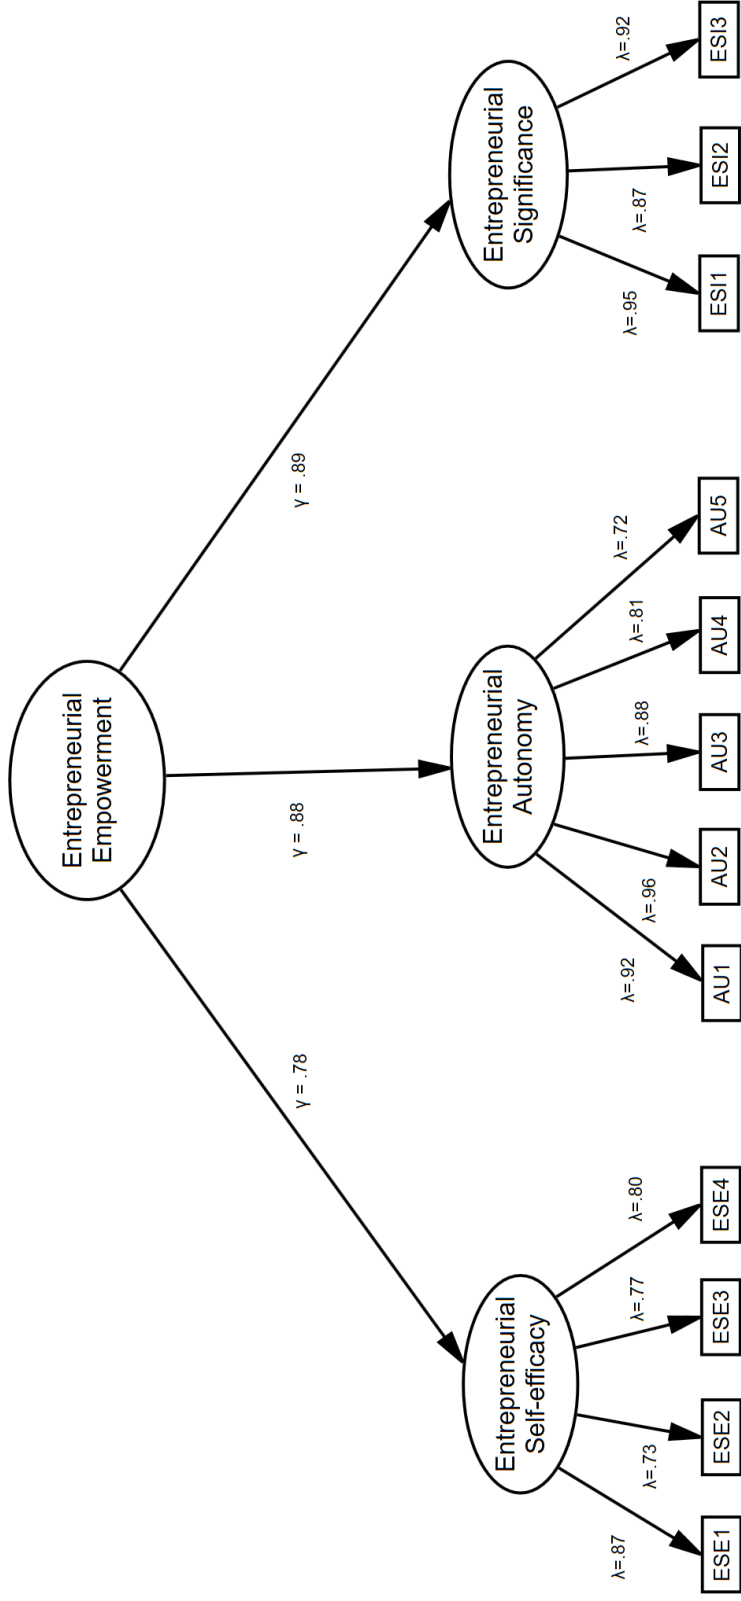 Entrepreneurial
Empowerment
γ = .78
γ = .88
γ = .89
Entrepreneurial
Self-efficacy
Entrepreneurial
Autonomy
Entrepreneurial
Significance
λ=.87
λ=.73
λ=.77
λ=.80
λ=.92
λ=.96
λ=.88
λ=.81
λ=.72
λ=.95
λ=.87
λ=.92
ESE1
ESE2
ESE3
ESE4
AU1
AU2
AU3
AU4
AU5
ESI1
ESI2
ESI3